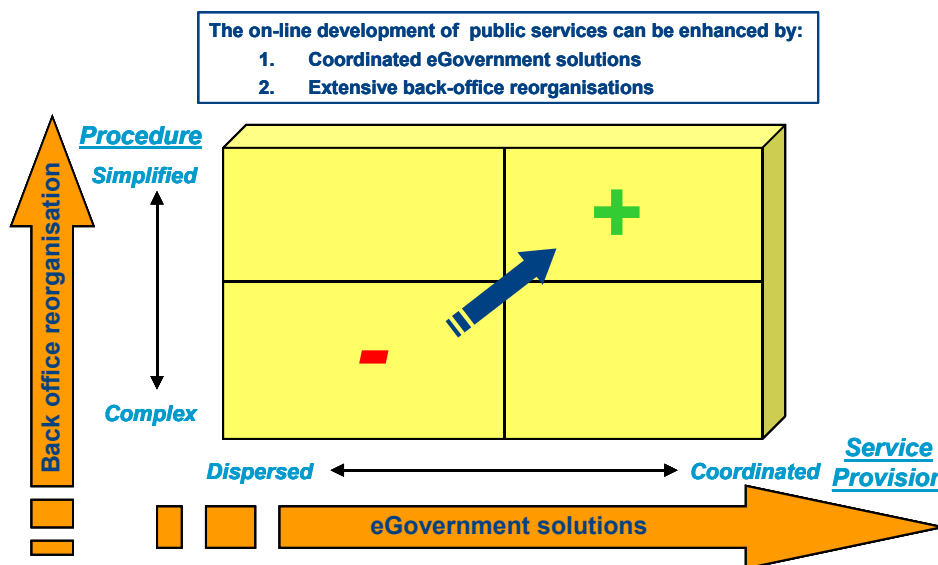 The on-line development of public services can be enhanced by:
1. Coordinated eGovernment solutions
2. Extensive back-office reorganisations
Procedure
Simplified
Back office reorganisation
Complex
Dispersed
Coordinated
Service
Provision
eGovernment solutions